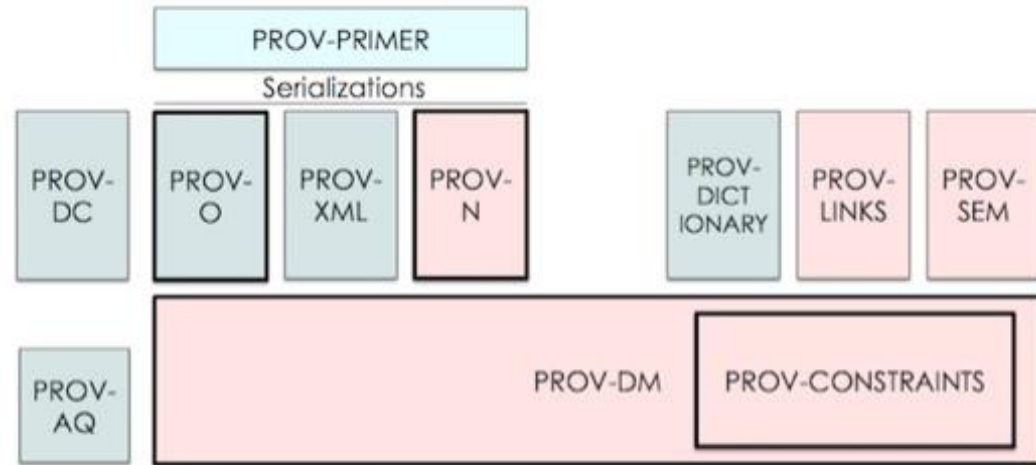 PROV-PRIMER
Serializations
PROV-
DC
PROV-
O
PROV-
XML
PROV-
N
PROV-
DICT
IONARY
PROV-
LINKS
PROV-
SEM
PROV-
AQ
PROV-DM
PROV-CONSTRAINTS